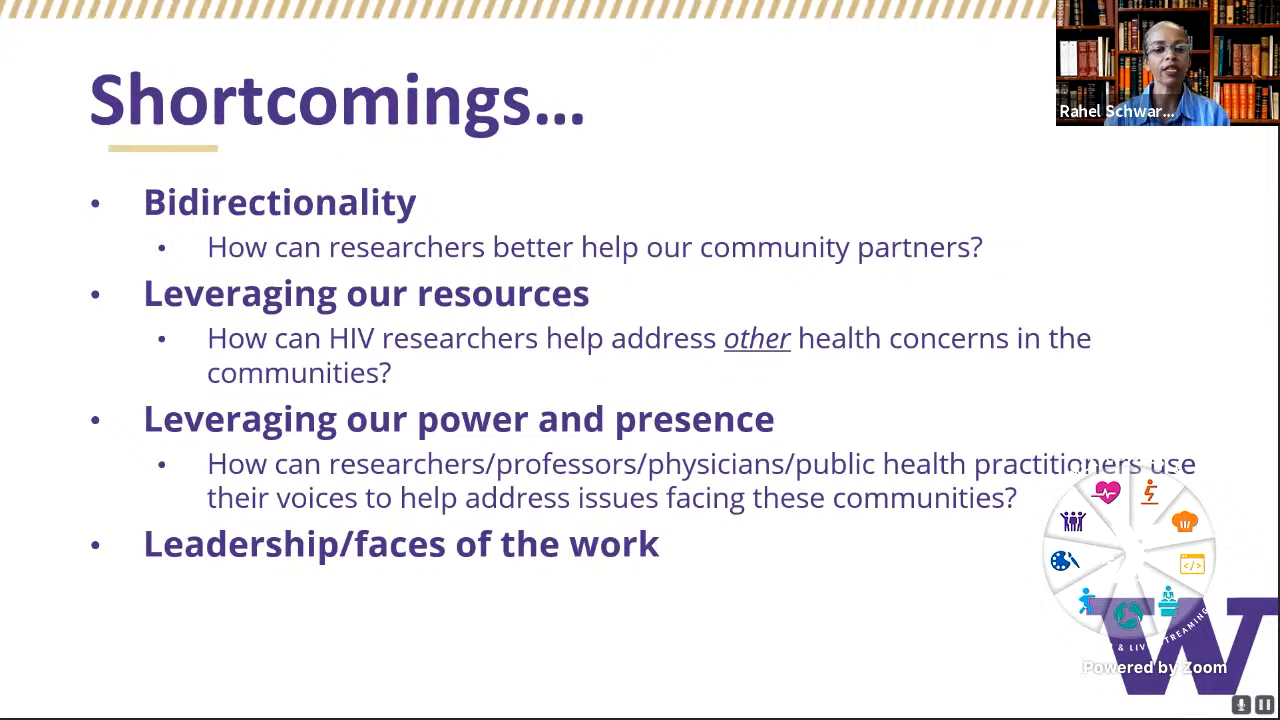 Shortcomings...
Rahel Schwar...
• Bidirectionality
• How can researchers better help our community partners?
• Leveraging our resources
• How can HIV researchers help address other health concerns in the
communities?
• Leveraging our power and presence
• How can researchers/professors/physicians/public health practitioners use
their voices to help address issues facing these communities?
• Leadership/faces of the work
</>
& LIV
TREAMING
W
Powered by Zoom